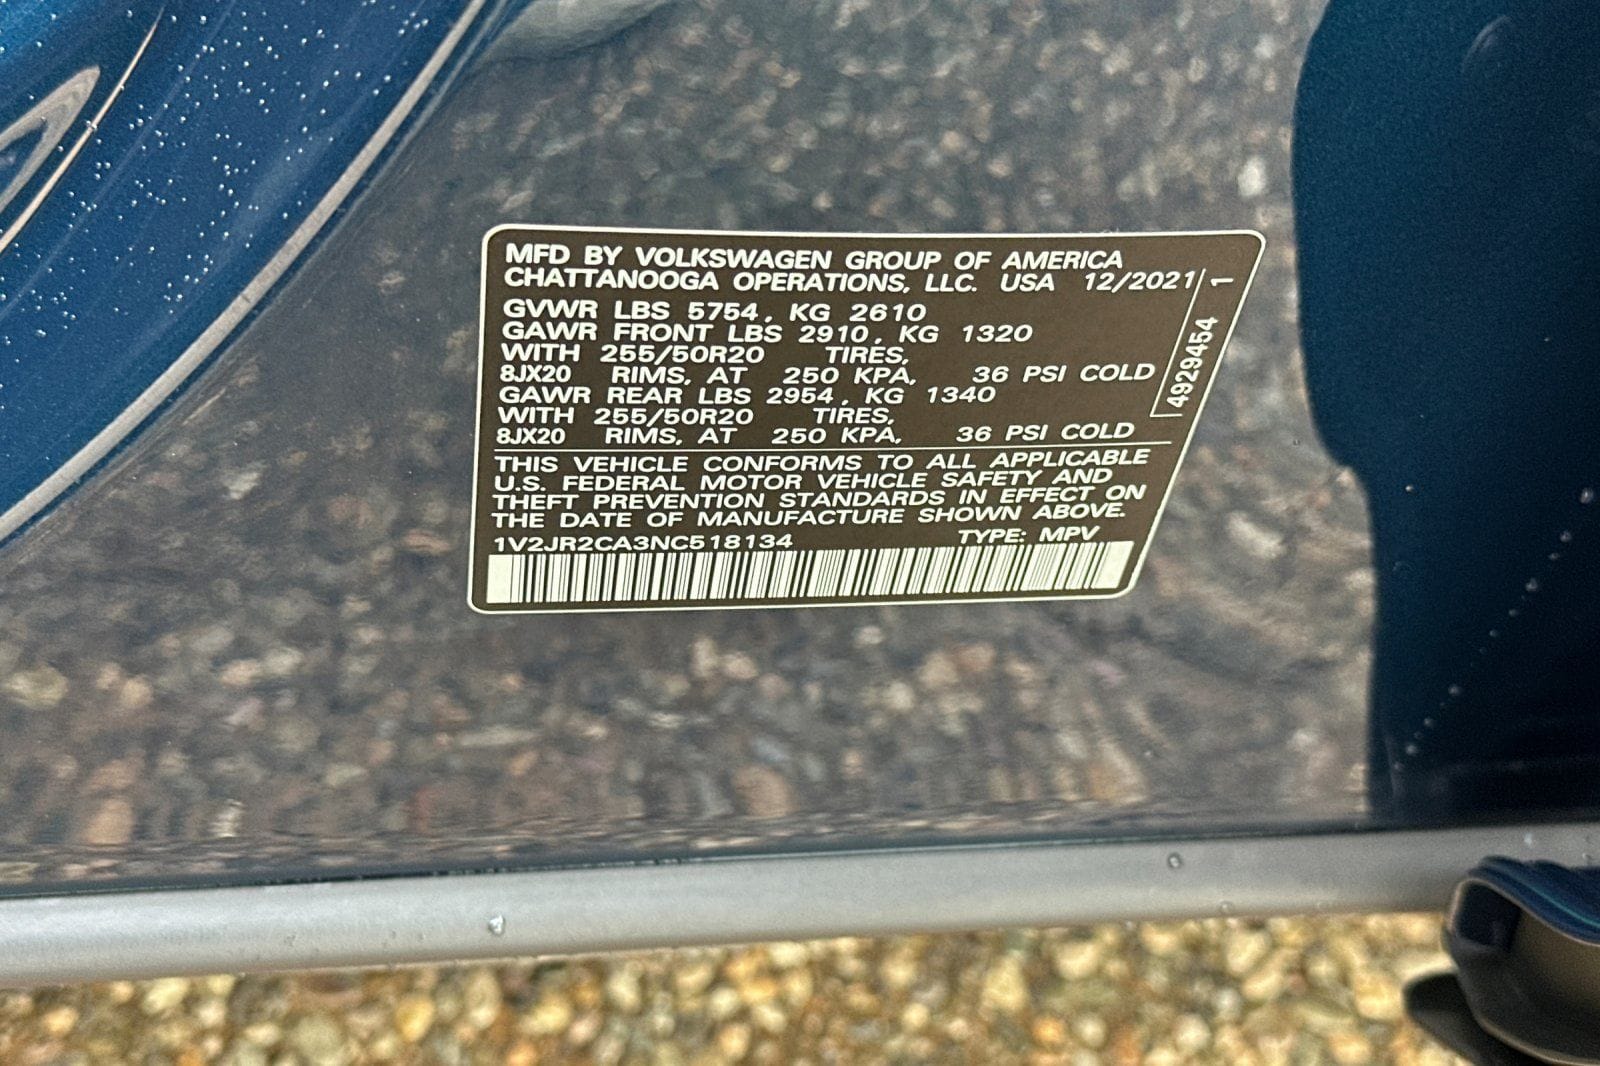 MFD BY VOLKSWAGEN GROUP OF AMERICA
CHATTANOOGA OPERATIONS, LLC. USA 12/2021
GVWR LBS 5754, KG 2610
GAWR FRONT LBS 2910, KG 1320
WITH 255/50R20 TIRES,
8JX20 RIMS, AT 250 KPA, 36 PSI COLD
GAWR REAR LBS 2954, KG 1340
WITH 255/50R20 TIRES,
8JX20 RIMS, AT 250 KPA, 36 PSI COLD
4929454 1
THIS VEHICLE CONFORMS TO ALL APPLICABLE
U.S. FEDERAL MOTOR VEHICLE SAFETY AND
THEFT PREVENTION STANDARDS IN EFFECT ON
THE DATE OF MANUFACTURE SHOWN ABOVE.
1V2JR2CA3NC518134 TYPE: MPV